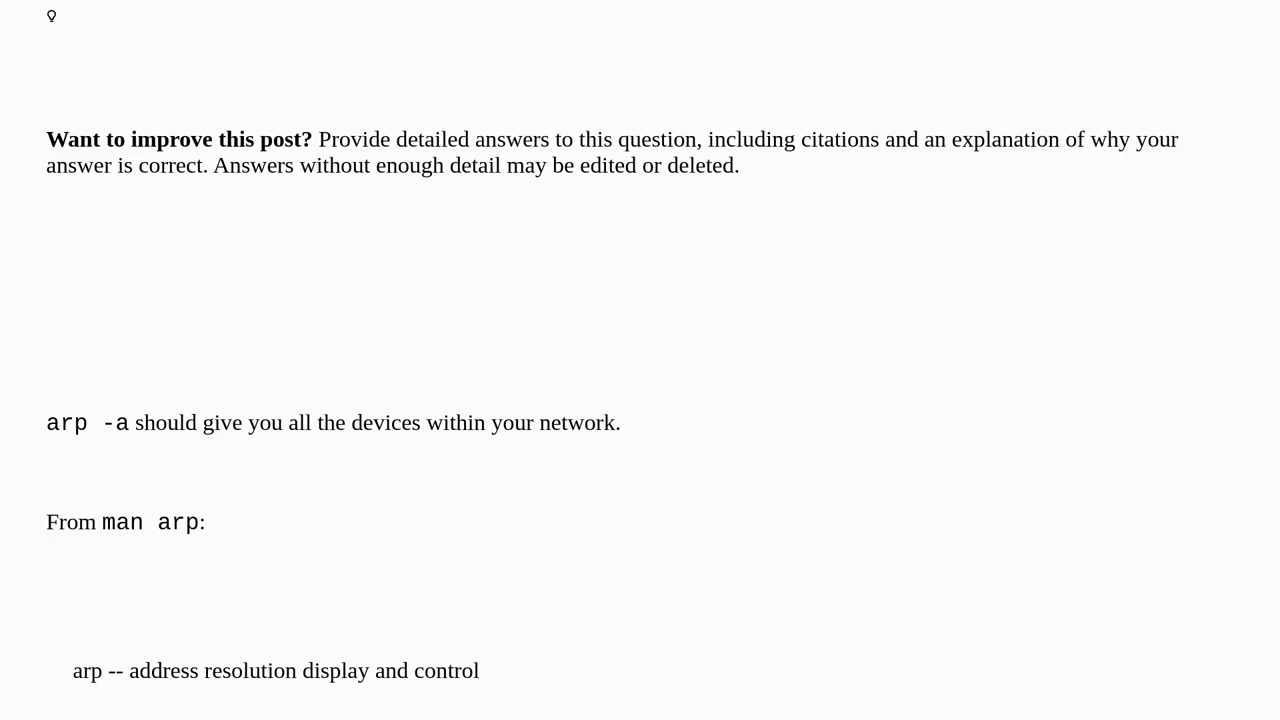 Want to improve this post? Provide detailed answers to this question, including citations and an explanation of why your
answer is correct. Answers without enough detail may be edited or deleted.
arp -a should give you all the devices within your network.
From man arp:
arp -- address resolution display and control